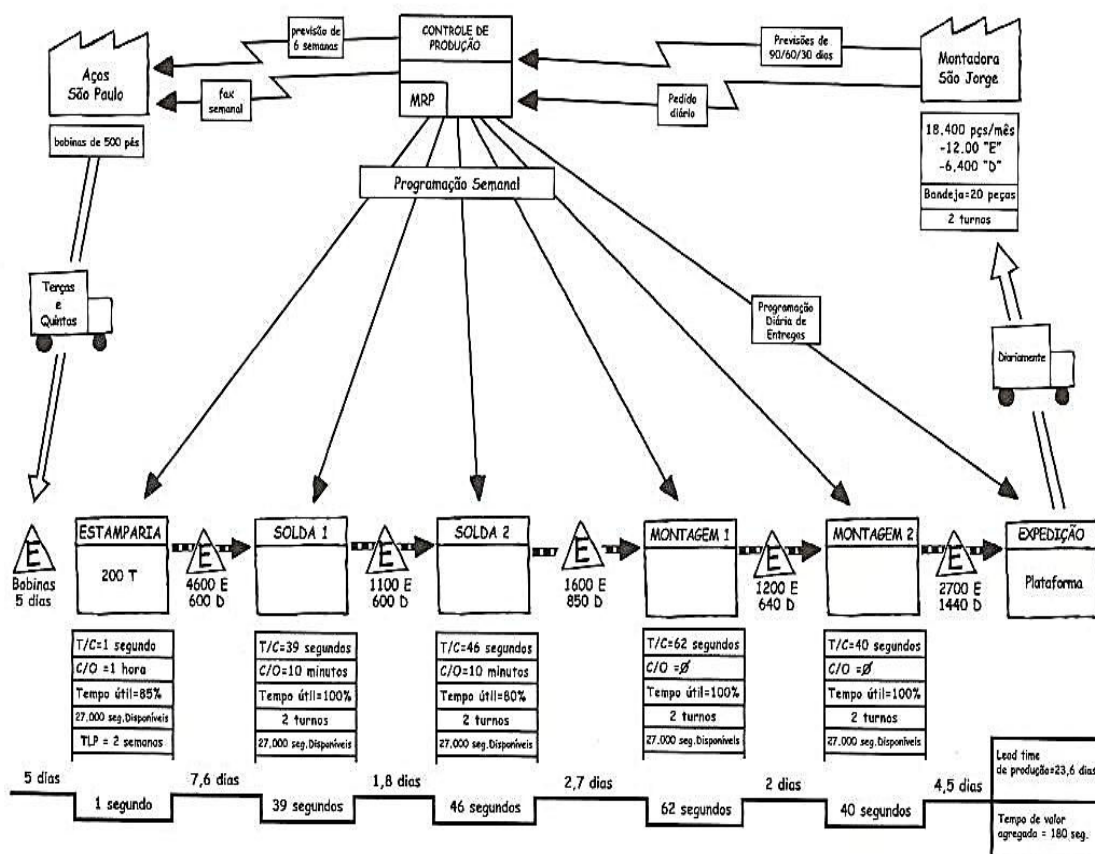 Aços
São Paulo
previsão de
6 semanas
fax
semanal
CONTROLE DE
PRODUÇÃO
MRP
Previsões de
90/60/30 dias
Pedido
diário
Montadora
São Jorge
bobinas de 500 pés
18.400 pçs/mês
-12.00 "E"
-6.400 "D"
Bandeja=20 peças
2 turnos
Programação Semanal
Terças
e
Quintas
Programação
Diária de
Entregas
Diariamente
E
Bobinas
5 dias
ESTAMPARIA
200 T
E
4600 E
600 D
SOLDA 1
E
1100 E
600 D
SOLDA 2
E
1600 E
850 D
MONTAGEM 1
E
1200 E
640 D
MONTAGEM 2
E
2700 E
1440 D
EXPEDIÇÃO
Plataforma
T/C=1 segundo
C/O =1 hora
Tempo útil=85%
27.000 seg.Disponíveis
TLP = 2 semanas
T/C=39 segundos
C/O=10 minutos
Tempo útil=100%
2 turnos
27.000 seg.Disponíveis
T/C=46 segundos
C/O=10 minutos
Tempo útil=80%
2 turnos
27.000 seg.Disponíveis
T/C=62 segundos
C/O =Ø
Tempo útil=100%
2 turnos
27.000 seg.Disponíveis
T/C=40 segundos
C/O =Ø
Tempo útil=100%
2 turnos
27.000 seg.Disponíveis
5 dias
1 segundo
7,6 dias
39 segundos
1,8 dias
46 segundos
2,7 dias
62 segundos
2 dias
40 segundos
4,5 dias
Lead time
de produção=23,6 dias
Tempo de valor
agregado = 180 seg.